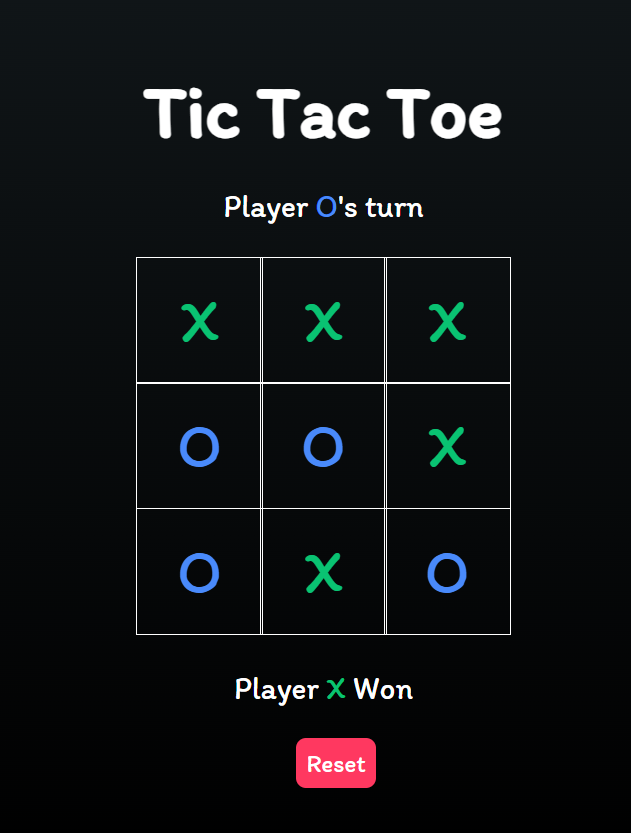 Tic Tac Toe
Player O's turn
X X X
O O X
O X O
Player X Won
Reset